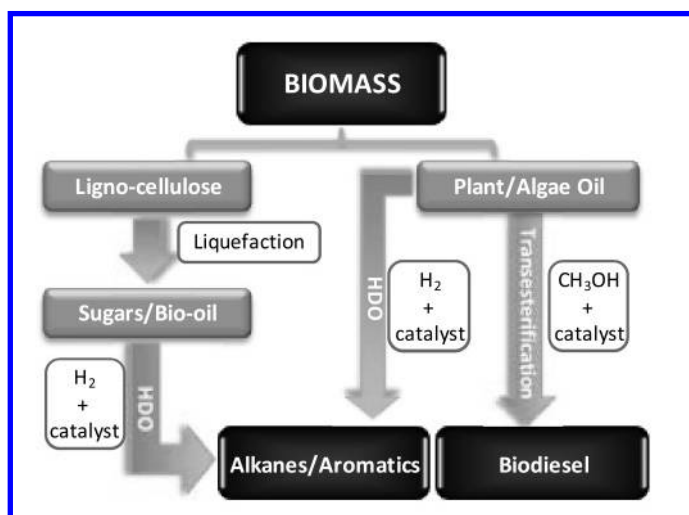 BIOMASS
Ligno-cellulose
Plant/Algae Oil
Liquefaction
HDO
H₂
+
catalyst
Transesterification
CH₃OH
+
catalyst
Sugars/Bio-oil
H₂
+
catalyst
HDO
Alkanes/Aromatics
Biodiesel